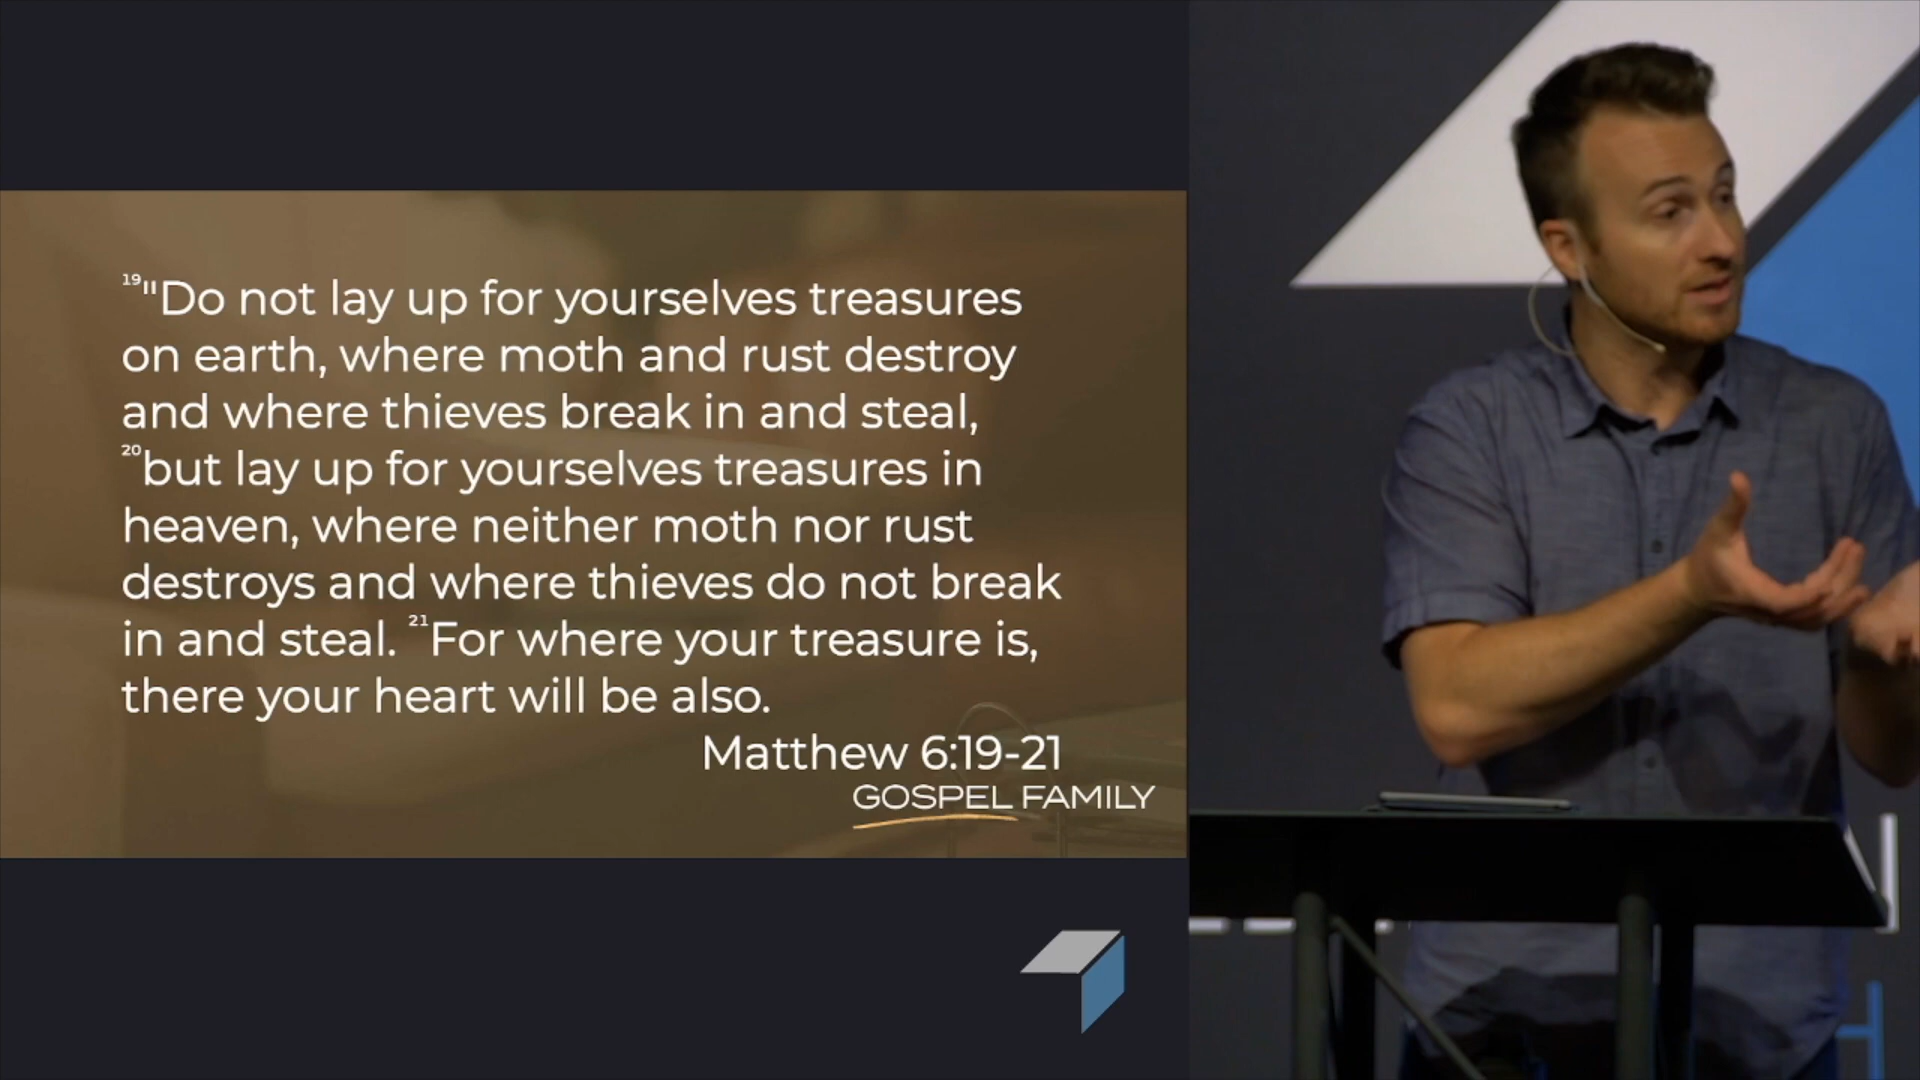 ¹⁹"Do not lay up for yourselves treasures
on earth, where moth and rust destroy
and where thieves break in and steal,
²⁰but lay up for yourselves treasures in
heaven, where neither moth nor rust
destroys and where thieves do not break
in and steal. ²¹For where your treasure is,
there your heart will be also.
Matthew 6:19-21
GOSPEL FAMILY